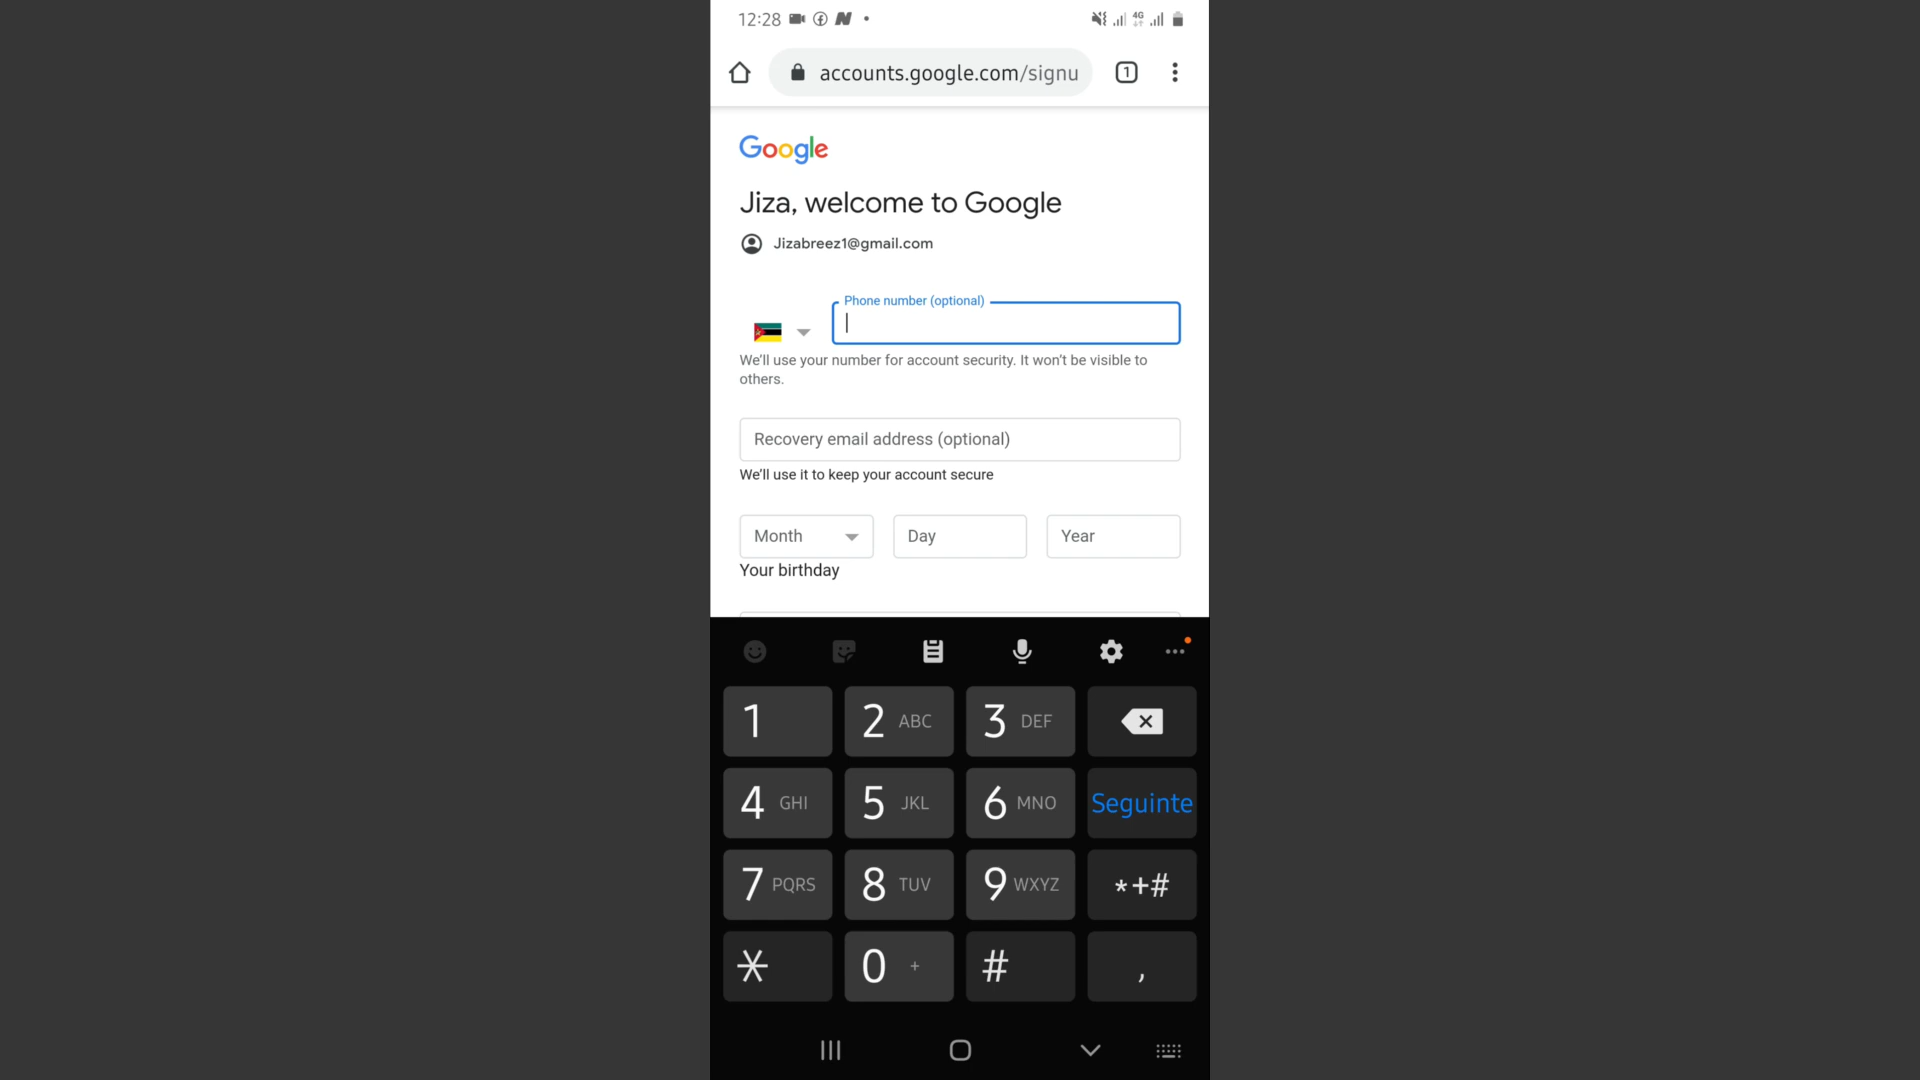 12:28
4G
accounts.google.com/signu
1
Google
Jiza, welcome to Google
Jizabreez1@gmail.com
Phone number (optional)
We'll use your number for account security. It won't be visible to
others.
Recovery email address (optional)
We'll use it to keep your account secure
Month
Day
Year
Your birthday
1
2 ABC
3 DEF
4 GHI
5 JKL
6 MNO
Seguinte
7 PQRS
8 TUV
9 WXYZ
*+#
*
0 +
#
,